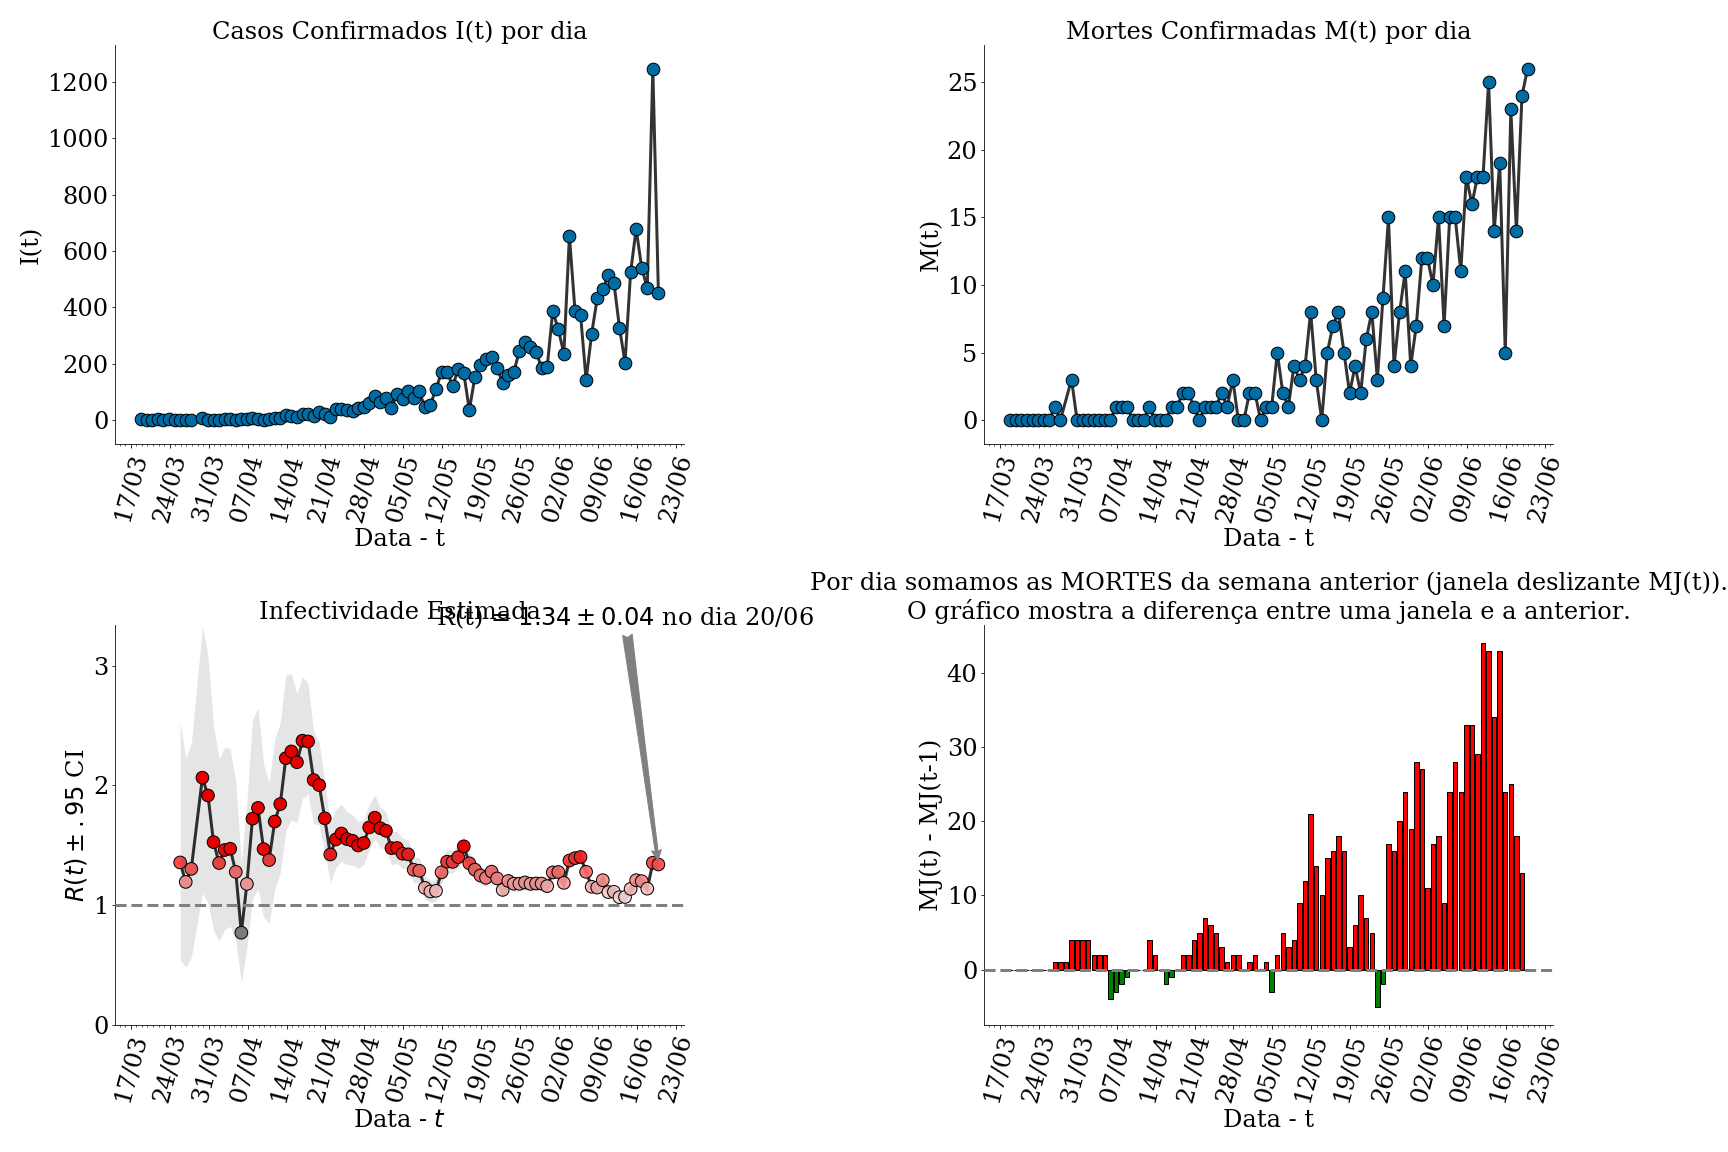 Casos Confirmados I(t) por dia
I(t)
1200
1000
800
600
400
200
0
17/03 24/03 31/03 07/04 14/04 21/04 28/04 05/05 12/05 19/05 26/05 02/06 09/06 16/06 23/06
Data - t
Mortes Confirmadas M(t) por dia
M(t)
25
20
15
10
5
0
17/03 24/03 31/03 07/04 14/04 21/04 28/04 05/05 12/05 19/05 26/05 02/06 09/06 16/06 23/06
Data - t
Infectividade Estimada
R(t) = 1.34 ± 0.04 no dia 20/06
R(t) ± .95 CI
3
2
1
0
17/03 24/03 31/03 07/04 14/04 21/04 28/04 05/05 12/05 19/05 26/05 02/06 09/06 16/06 23/06
Data - t
Por dia somamos as MORTES da semana anterior (janela deslizante MJ(t)).
O gráfico mostra a diferença entre uma janela e a anterior.
MJ(t) - MJ(t-1)
40
30
20
10
0
17/03 24/03 31/03 07/04 14/04 21/04 28/04 05/05 12/05 19/05 26/05 02/06 09/06 16/06 23/06
Data - t